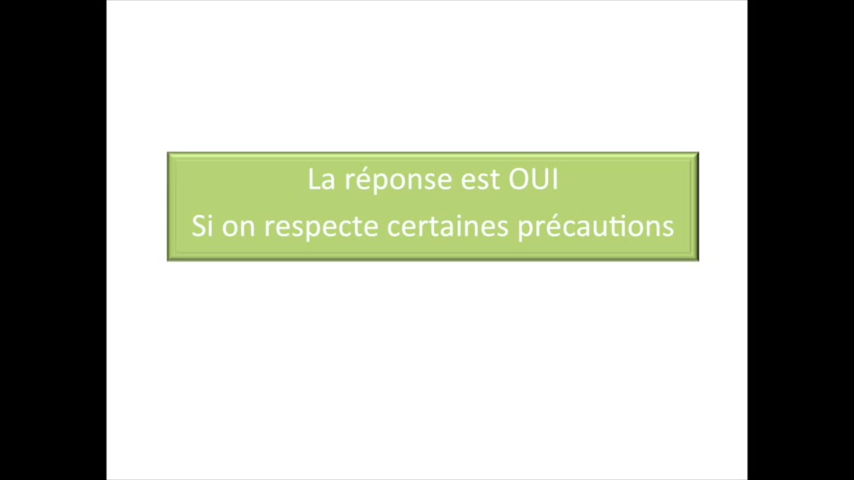 La réponse est OUI
Si on respecte certaines précautions